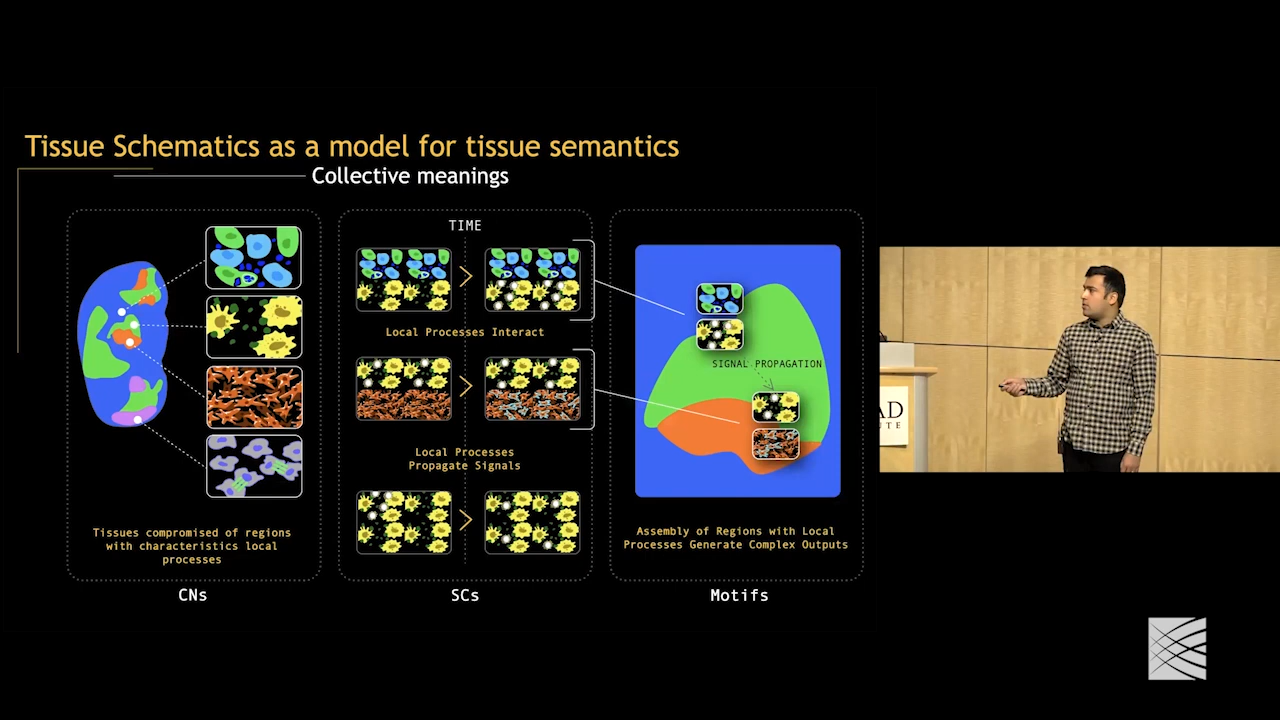 Tissue Schematics as a model for tissue semantics
Collective meanings
Tissues compromised of regions
with characteristics local
processes
CNs
TIME
Local Processes Interact
Local Processes
Propagate Signals
SCs
SIGNAL PROPAGATION
Assembly of Regions with Local
Processes Generate Complex Outputs
Motifs
AD
UTE